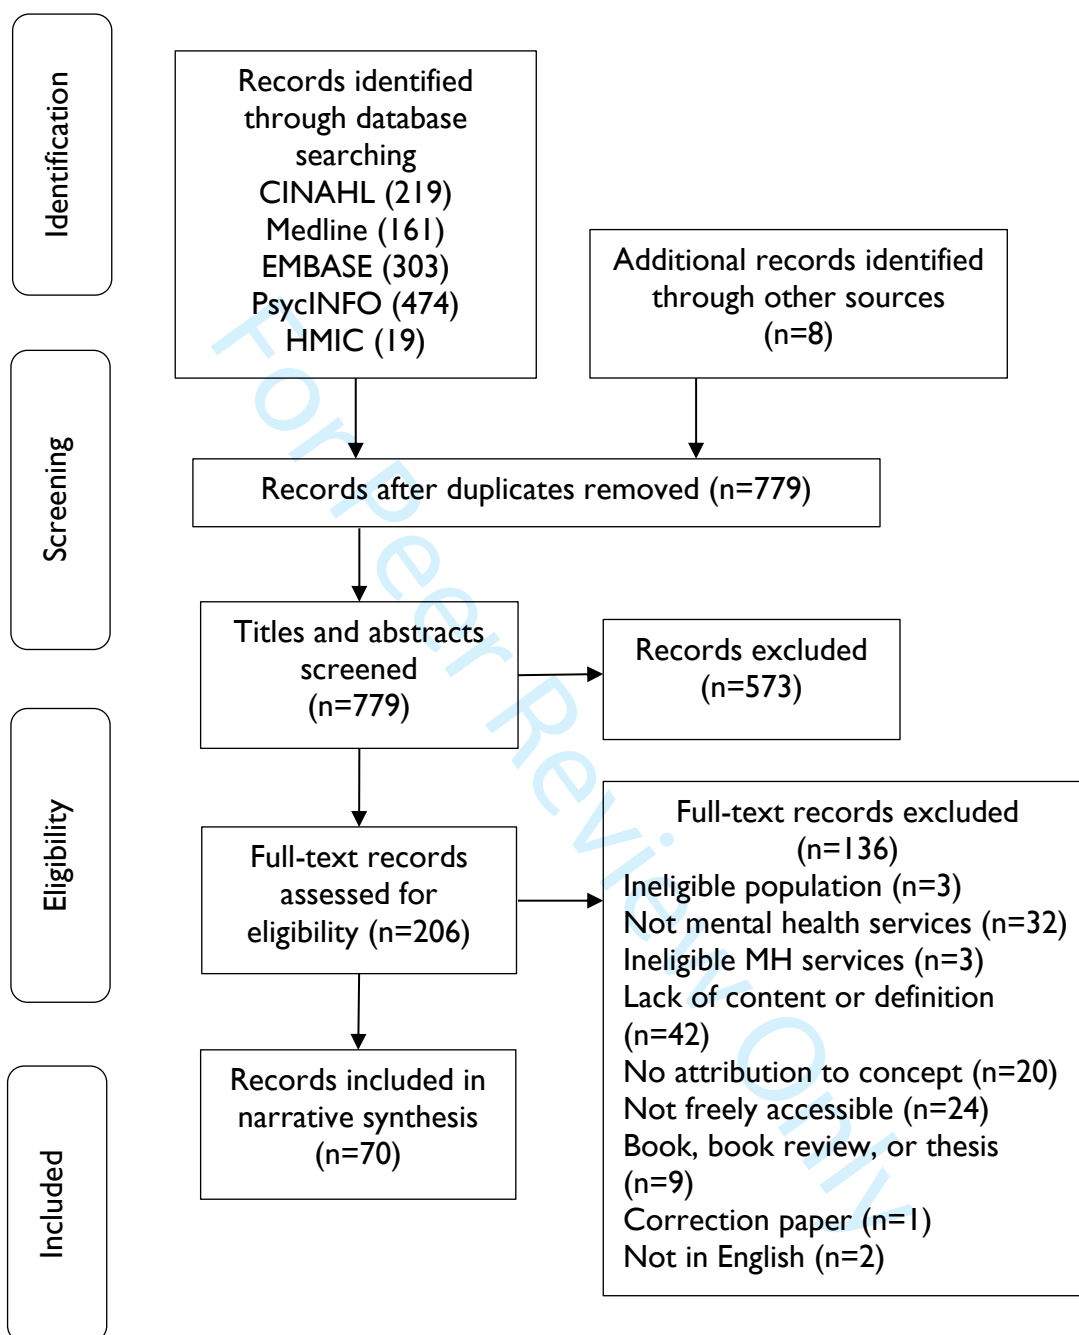 Identification
Records identified
through database
searching
CINAHL (219)
Medline (161)
EMBASE (303)
PsycINFO (474)
HMIC (19)
Additional records identified
through other sources
(n=8)
Screening
Records after duplicates removed (n=779)
Titles and abstracts
screened
(n=779)
Records excluded
(n=573)
Eligibility
Full-text records
assessed for
eligibility (n=206)
Full-text records excluded
(n=136)
Ineligible population (n=3)
Not mental health services (n=32)
Ineligible MH services (n=3)
Lack of content or definition
(n=42)
No attribution to concept (n=20)
Not freely accessible (n=24)
Book, book review, or thesis
(n=9)
Correction paper (n=1)
Not in English (n=2)
Included
Records included in
narrative synthesis
(n=70)
For Peer Review Only